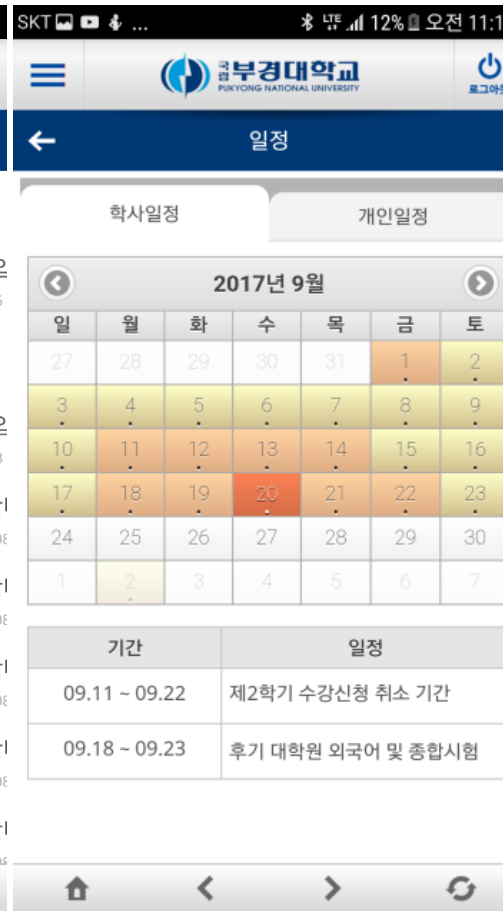 SKT ... LTE 12% 오전 11:1
국립부경대학교
PUKYONG NATIONAL UNIVERSITY
로그아웃
일정
학사일정 개인일정
2017년 9월
일 월 화 수 목 금 토
27 28 29 30 31 1 2
3 4 5 6 7 8 9
10 11 12 13 14 15 16
17 18 19 20 21 22 23
24 25 26 27 28 29 30
1 2 3 4 5 6 7
기간 일정
09.11 ~ 09.22 제2학기 수강신청 취소 기간
09.18 ~ 09.23 후기 대학원 외국어 및 종합시험